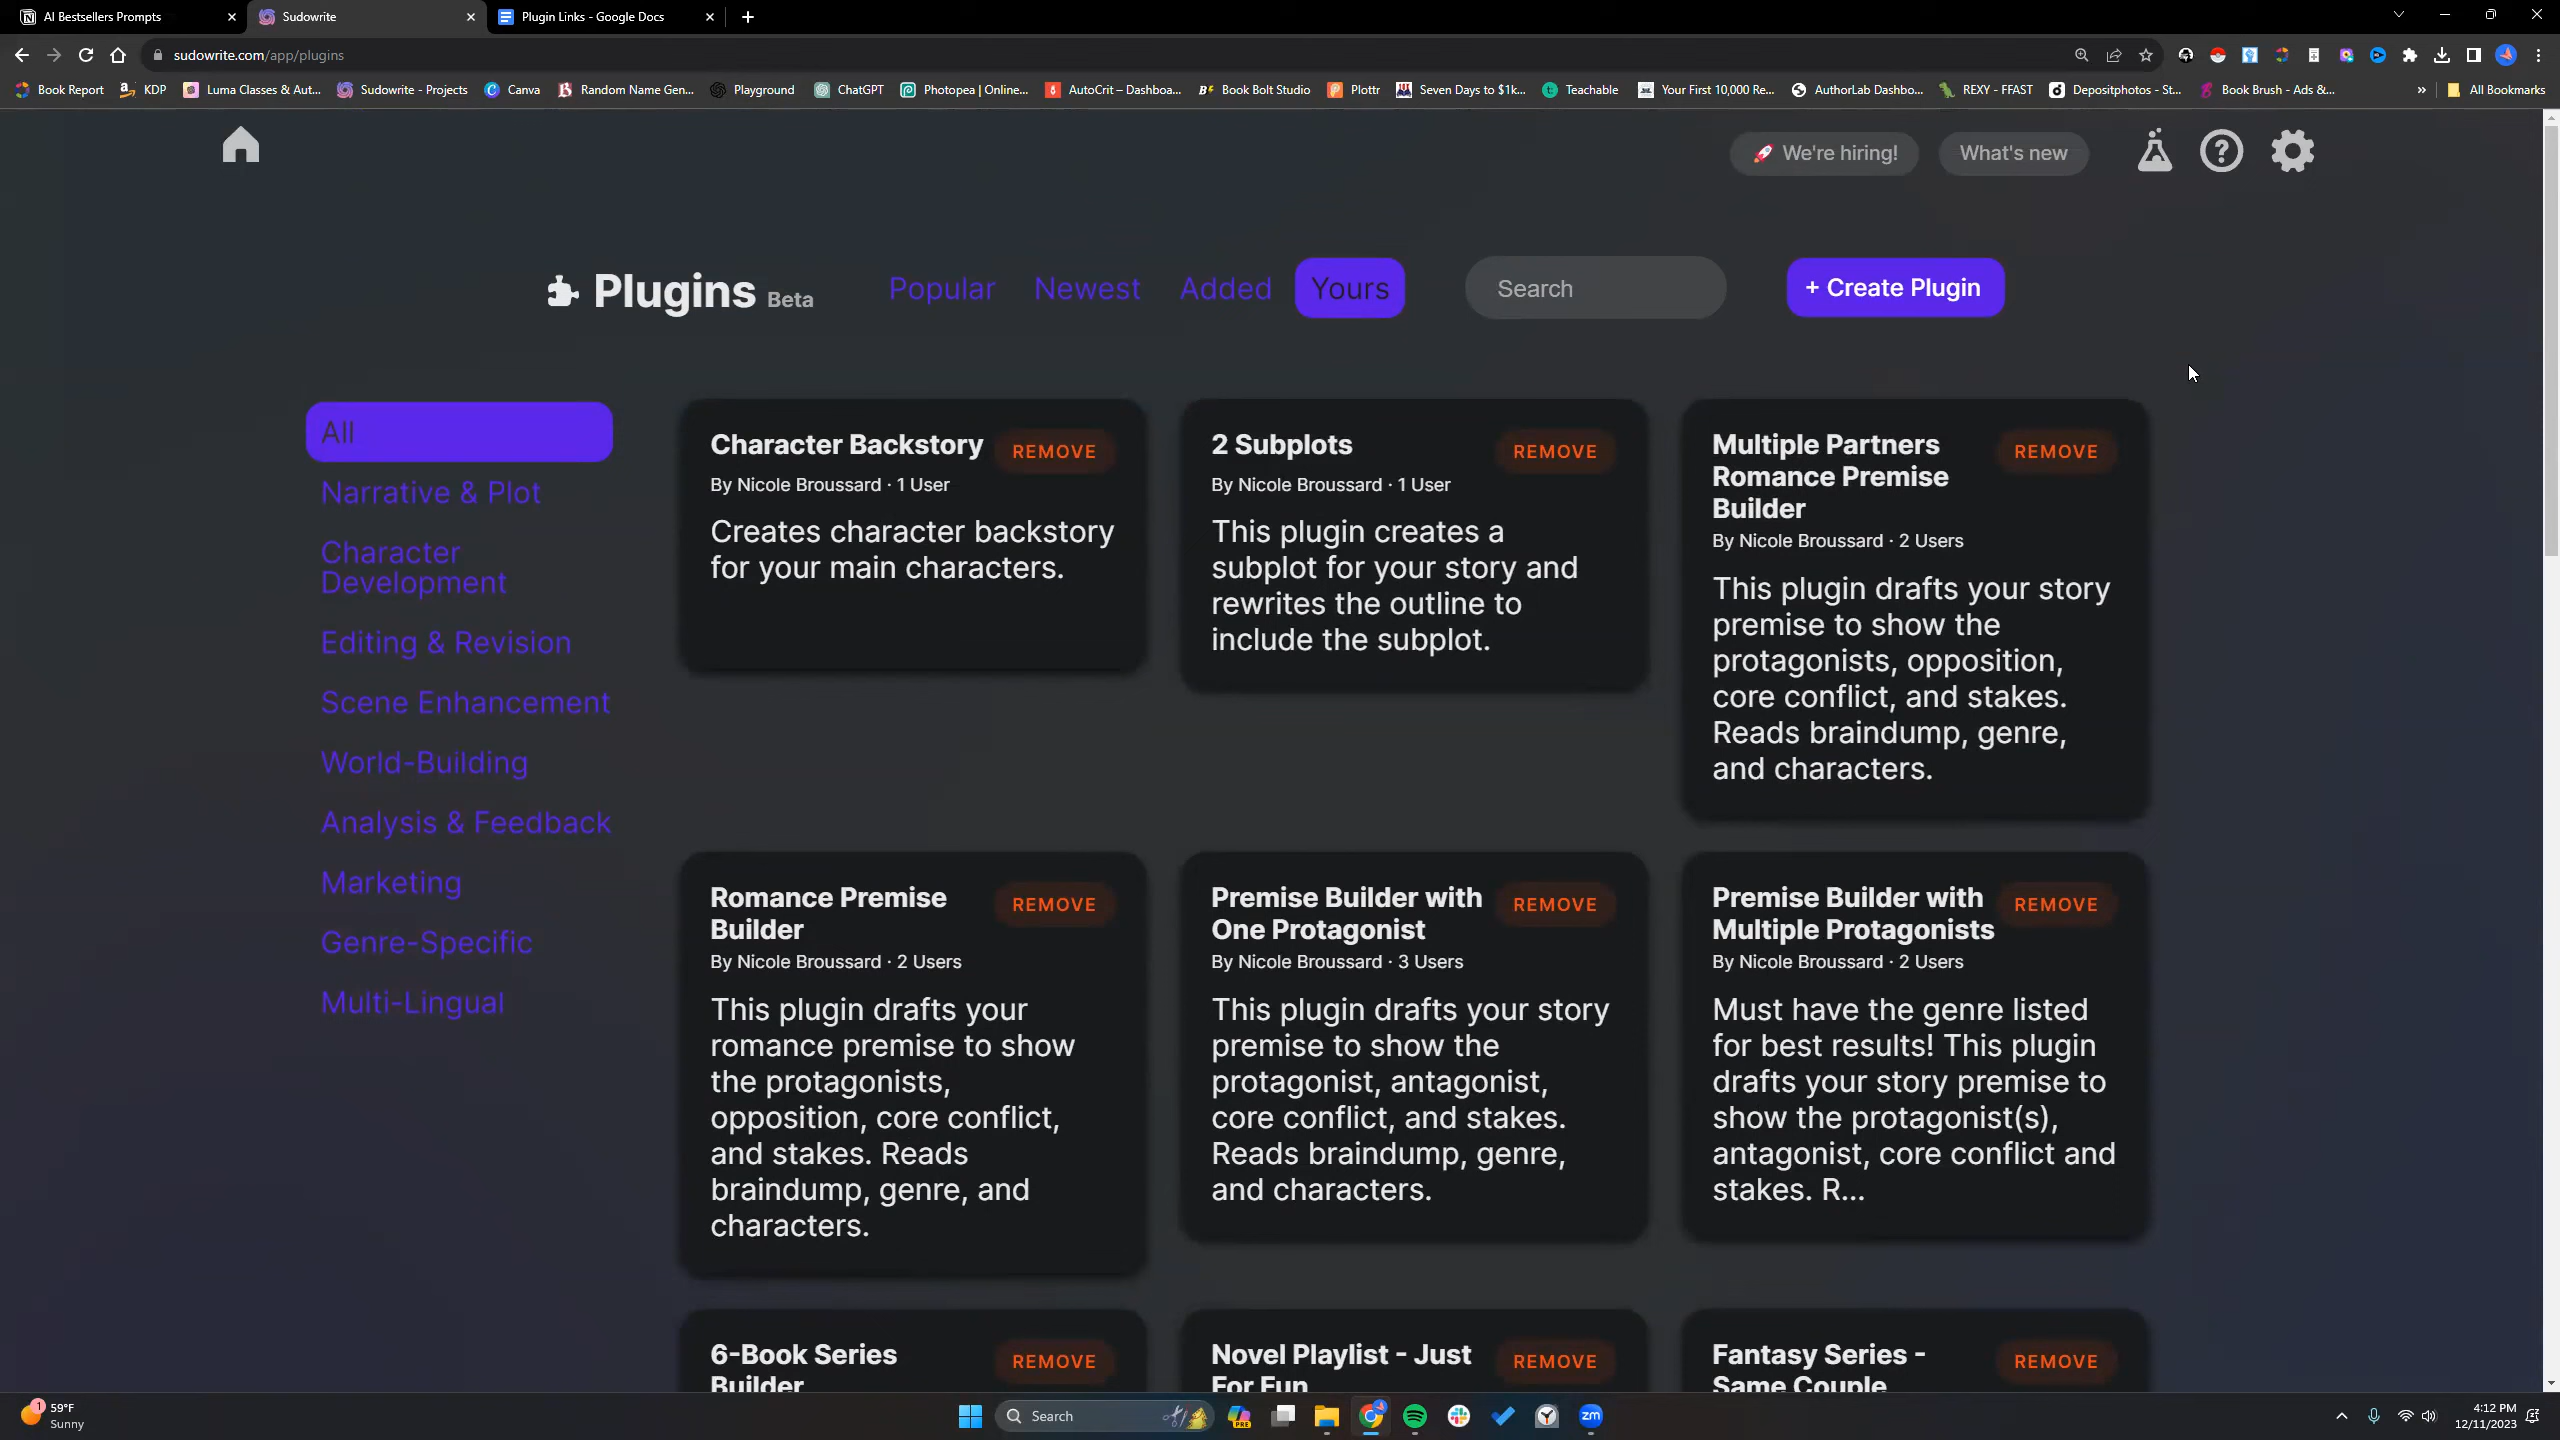 AI Bestsellers Prompts
Sudowrite
Plugin Links - Google Docs
sudowrite.com/app/plugins
Book Report
KDP
Luma Classes & Aut...
Sudowrite - Projects
Canva
Random Name Gen...
Playground
ChatGPT
Photopea | Online...
AutoCrit – Dashboa...
Book Bolt Studio
Plottr
Seven Days to $1k...
Teachable
Your First 10,000 Re...
AuthorLab Dashbo...
REXY - FFAST
Depositphotos - St...
Book Brush - Ads &...
»
All Bookmarks
🚀 We're hiring!
What's new
Plugins Beta
Popular
Newest
Added
Yours
Search
+ Create Plugin
All
Narrative & Plot
Character
Development
Editing & Revision
Scene Enhancement
World-Building
Analysis & Feedback
Marketing
Genre-Specific
Multi-Lingual
Character Backstory
REMOVE
By Nicole Broussard · 1 User
Creates character backstory
for your main characters.
2 Subplots
REMOVE
By Nicole Broussard · 1 User
This plugin creates a
subplot for your story and
rewrites the outline to
include the subplot.
Multiple Partners
Romance Premise
Builder
REMOVE
By Nicole Broussard · 2 Users
This plugin drafts your story
premise to show the
protagonists, opposition,
core conflict, and stakes.
Reads braindump, genre,
and characters.
Romance Premise
Builder
REMOVE
By Nicole Broussard · 2 Users
This plugin drafts your
romance premise to show
the protagonists,
opposition, core conflict,
and stakes. Reads
braindump, genre, and
characters.
Premise Builder with
One Protagonist
REMOVE
By Nicole Broussard · 3 Users
This plugin drafts your story
premise to show the
protagonist, antagonist,
core conflict, and stakes.
Reads braindump, genre,
and characters.
Premise Builder with
Multiple Protagonists
REMOVE
By Nicole Broussard · 2 Users
Must have the genre listed
for best results! This plugin
drafts your story premise to
show the protagonist(s),
antagonist, core conflict and
stakes. R...
6-Book Series
Builder
REMOVE
Novel Playlist - Just
For Fun
REMOVE
Fantasy Series -
Same Couple
REMOVE
1
59°F
Sunny
Search
PRE
zm
4:12 PM
12/11/2023